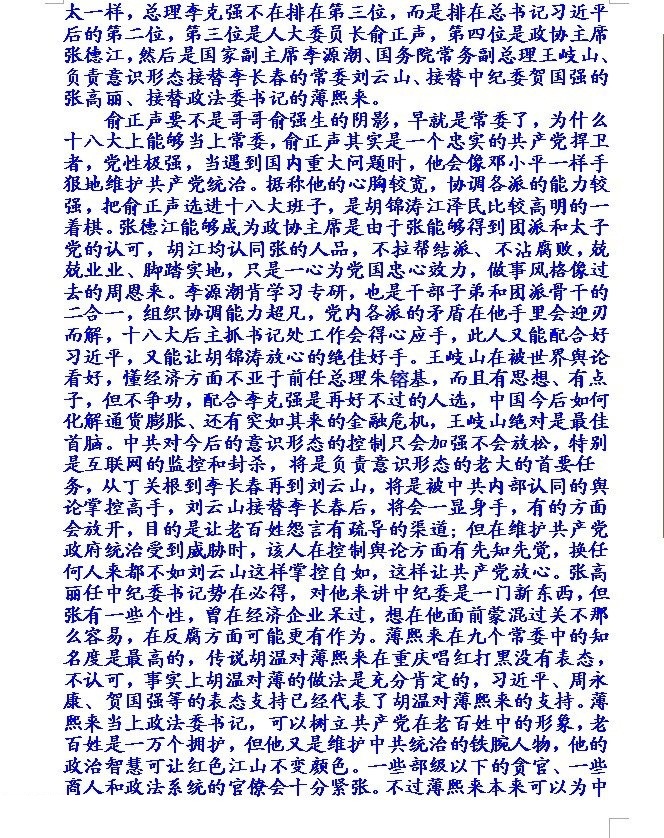 太一样，总理李克强不在排在第三位，而是排在总书记习近平
后的第二位，第三位是人大委员长俞正声，第四位是政协主席
张德江，然后是国家副主席李源潮、国务院常务副总理王岐山、
负责意识形态接替李长春的常委刘云山、接替中纪委贺国强的
张高丽、接替政法委书记的薄熙来。
俞正声要不是哥哥俞强生的阴影，早就是常委了，为什么
十八大上能够当上常委，俞正声其实是一个忠实的共产党捍卫
者，党性极强，当遇到国内重大问题时，他会像邓小平一样手
狠地维护共产党统治。据称他的心胸较宽，协调各派的能力较
强，把俞正声选进十八大班子，是胡锦涛江泽民比较高明的一
着棋。张德江能够成为政协主席是由于张能够得到团派和太子
党的认可，胡江均认同张的人品，不拉帮结派、不沾腐败，兢
兢业业、脚踏实地，只是一心为党国忠心效力，做事风格像过
去的周恩来。李源潮肯学习专研，也是干部子弟和团派骨干的
二合一，组织协调能力超凡，党内各派的矛盾在他手里会迎刃
而解，十八大后主抓书记处工作会得心应手，此人又能配合好
习近平，又能让胡锦涛放心的绝佳好手。王岐山在被世界舆论
看好，懂经济方面不亚于前任总理朱镕基，而且有思想、有点
子，但不争功，配合李克强是再好不过的人选，中国今后如何
化解通货膨胀、还有突如其来的金融危机，王岐山绝对是最佳
首脑。中共对今后的意识形态的控制只会加强不会放松，特别
是互联网的监控和封杀，将是负责意识形态的老大的首要任
务，从丁关根到李长春再到刘云山，将是被中共内部认同的舆
论掌控高手，刘云山接替李长春后，将会一显身手，有的方面
会放开，目的是让老百姓怨言有疏导的渠道；但在维护共产党
政府统治受到威胁时，该人在控制舆论方面有先知先觉，换任
何人来都不如刘云山这样掌控自如，这样让共产党放心。张高
丽任中纪委书记势在必得，对他来讲中纪委是一门新东西，但
张有一些个性，曾在经济企业呆过，想在他面前蒙混过关不那
么容易，在反腐方面可能更有作为。薄熙来在九个常委中的知
名度是最高的，传说胡温对薄熙来在重庆唱红打黑没有表态，
不认可，事实上胡温对薄的做法是充分肯定的，习近平、周永
康、贺国强等的表态支持已经代表了胡温对薄熙来的支持。薄
熙来当上政法委书记，可以树立共产党在老百姓中的形象，老
百姓是一万个拥护，但他又是维护中共统治的铁腕人物，他的
政治智慧可让红色江山不变颜色。一些部级以下的贪官、一些
商人和政法系统的官僚会十分紧张。不过薄熙来本来可以为中